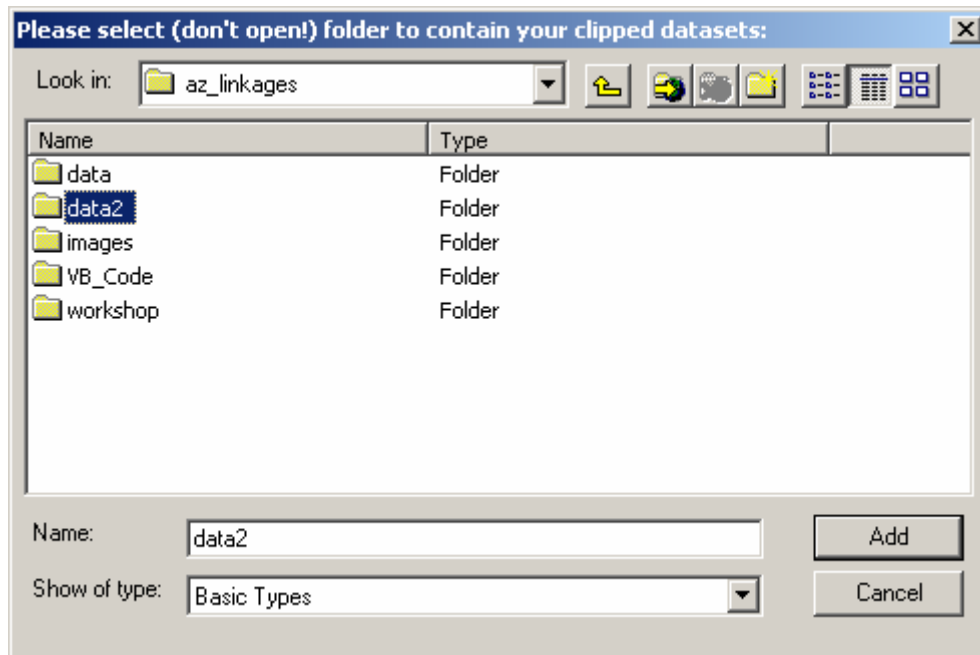 Please select (don't open!) folder to contain your clipped datasets:
Look in: az_linkages
Name Type
data Folder
data2 Folder
images Folder
VB_Code Folder
workshop Folder
Name: data2 Add
Show of type: Basic Types Cancel